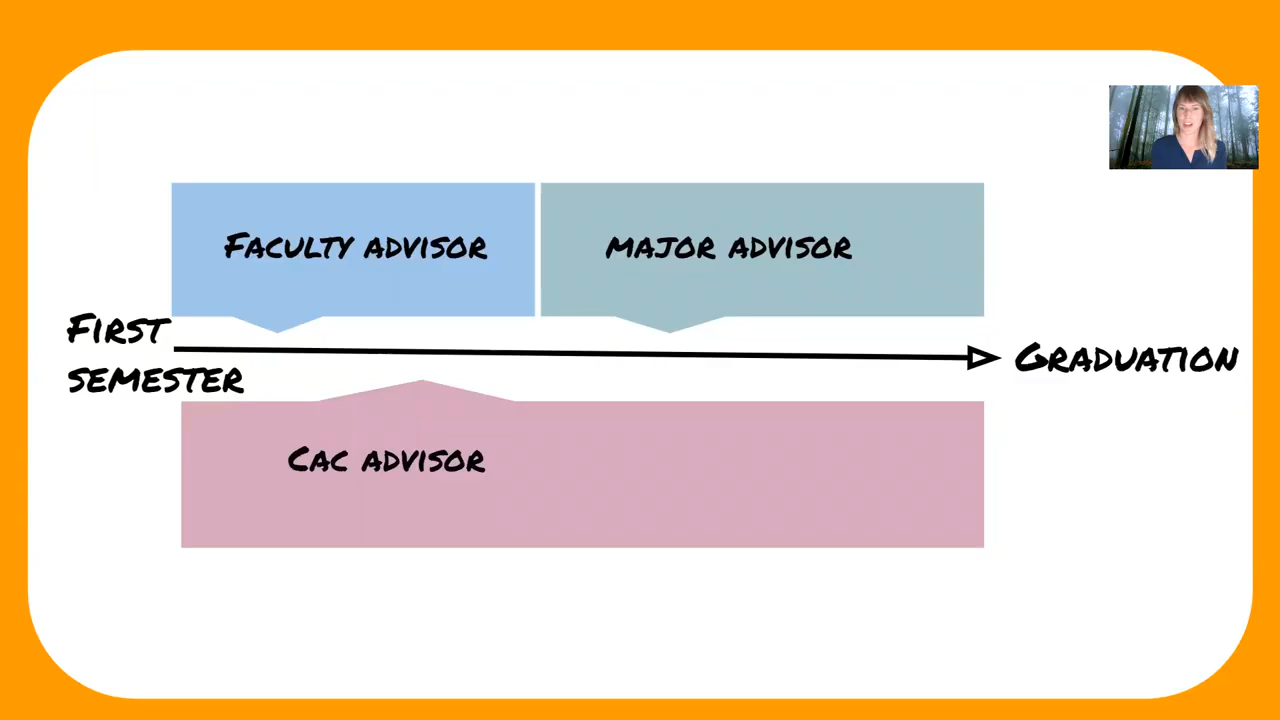 Faculty advisor
major advisor
First
semester
Graduation
Cac advisor